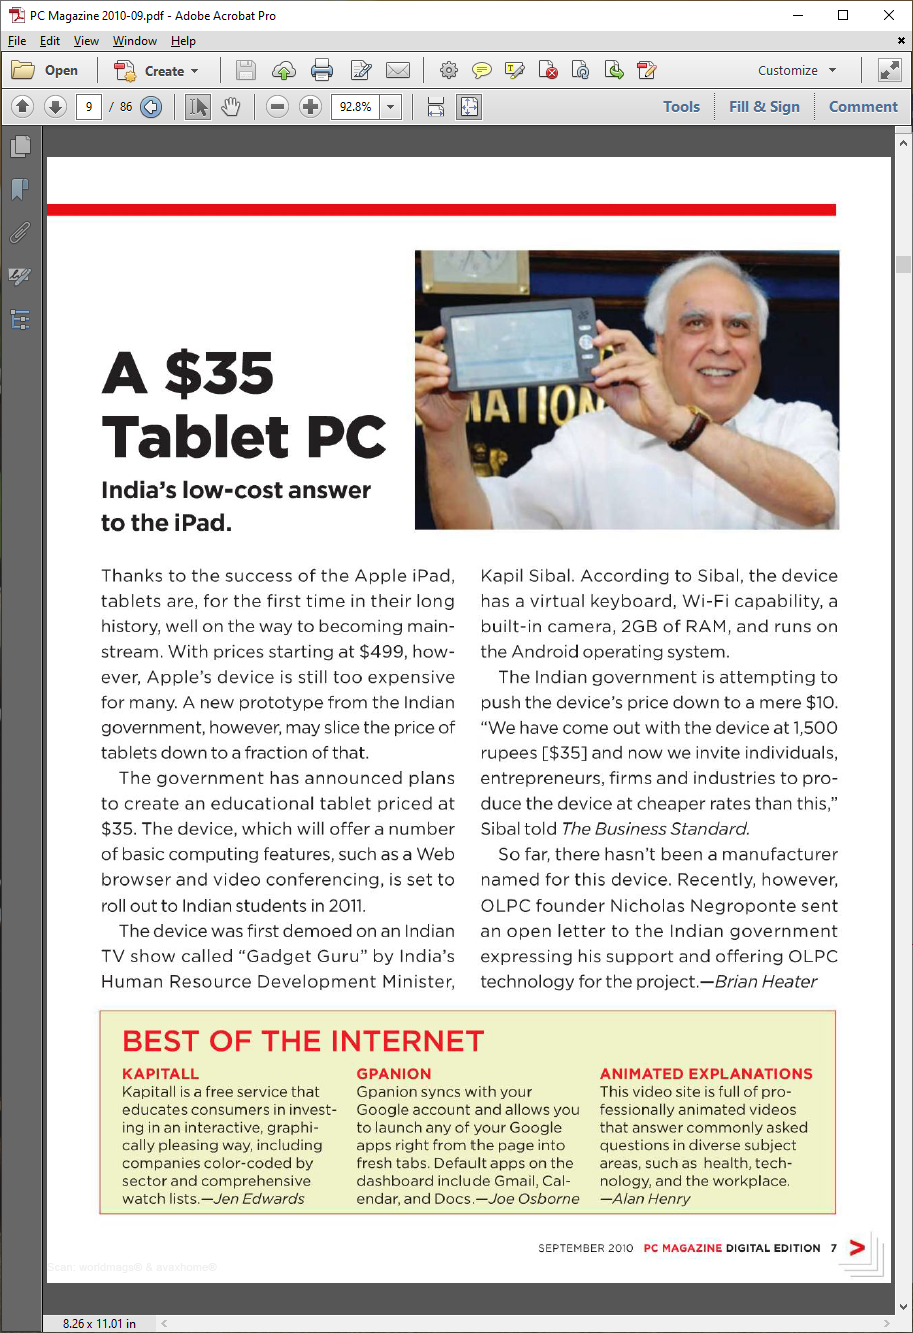 PC Magazine 2010-09.pdf - Adobe Acrobat Pro
File Edit View Window Help
Open Create Customize
9 / 86 92.8% Tools Fill & Sign Comment
MATION
A $35
Tablet PC
India's low-cost answer
to the iPad.
Thanks to the success of the Apple iPad,
tablets are, for the first time in their long
history, well on the way to becoming main-
stream. With prices starting at $499, how-
ever, Apple's device is still too expensive
for many. A new prototype from the Indian
government, however, may slice the price of
tablets down to a fraction of that.
The government has announced plans
to create an educational tablet priced at
$35. The device, which will offer a number
of basic computing features, such as a Web
browser and video conferencing, is set to
roll out to Indian students in 2011.
The device was first demoed on an Indian
TV show called “Gadget Guru” by India's
Human Resource Development Minister,
Kapil Sibal. According to Sibal, the device
has a virtual keyboard, Wi-Fi capability, a
built-in camera, 2GB of RAM, and runs on
the Android operating system.
The Indian government is attempting to
push the device's price down to a mere $10.
“We have come out with the device at 1,500
rupees [$35] and now we invite individuals,
entrepreneurs, firms and industries to pro-
duce the device at cheaper rates than this,”
Sibal told The Business Standard.
So far, there hasn't been a manufacturer
named for this device. Recently, however,
OLPC founder Nicholas Negroponte sent
an open letter to the Indian government
expressing his support and offering OLPC
technology for the project.—Brian Heater
BEST OF THE INTERNET
KAPITALL
Kapitall is a free service that
educates consumers in invest-
ing in an interactive, graphi-
cally pleasing way, including
companies color-coded by
sector and comprehensive
watch lists.—Jen Edwards
GPANION
Gpanion syncs with your
Google account and allows you
to launch any of your Google
apps right from the page into
fresh tabs. Default apps on the
dashboard include Gmail, Cal-
endar, and Docs.—Joe Osborne
ANIMATED EXPLANATIONS
This video site is full of pro-
fessionally animated videos
that answer commonly asked
questions in diverse subject
areas, such as health, tech-
nology, and the workplace.
—Alan Henry
SEPTEMBER 2010 PC MAGAZINE DIGITAL EDITION 7
Scan: worldmags® & avaxhome®
8.26 x 11.01 in